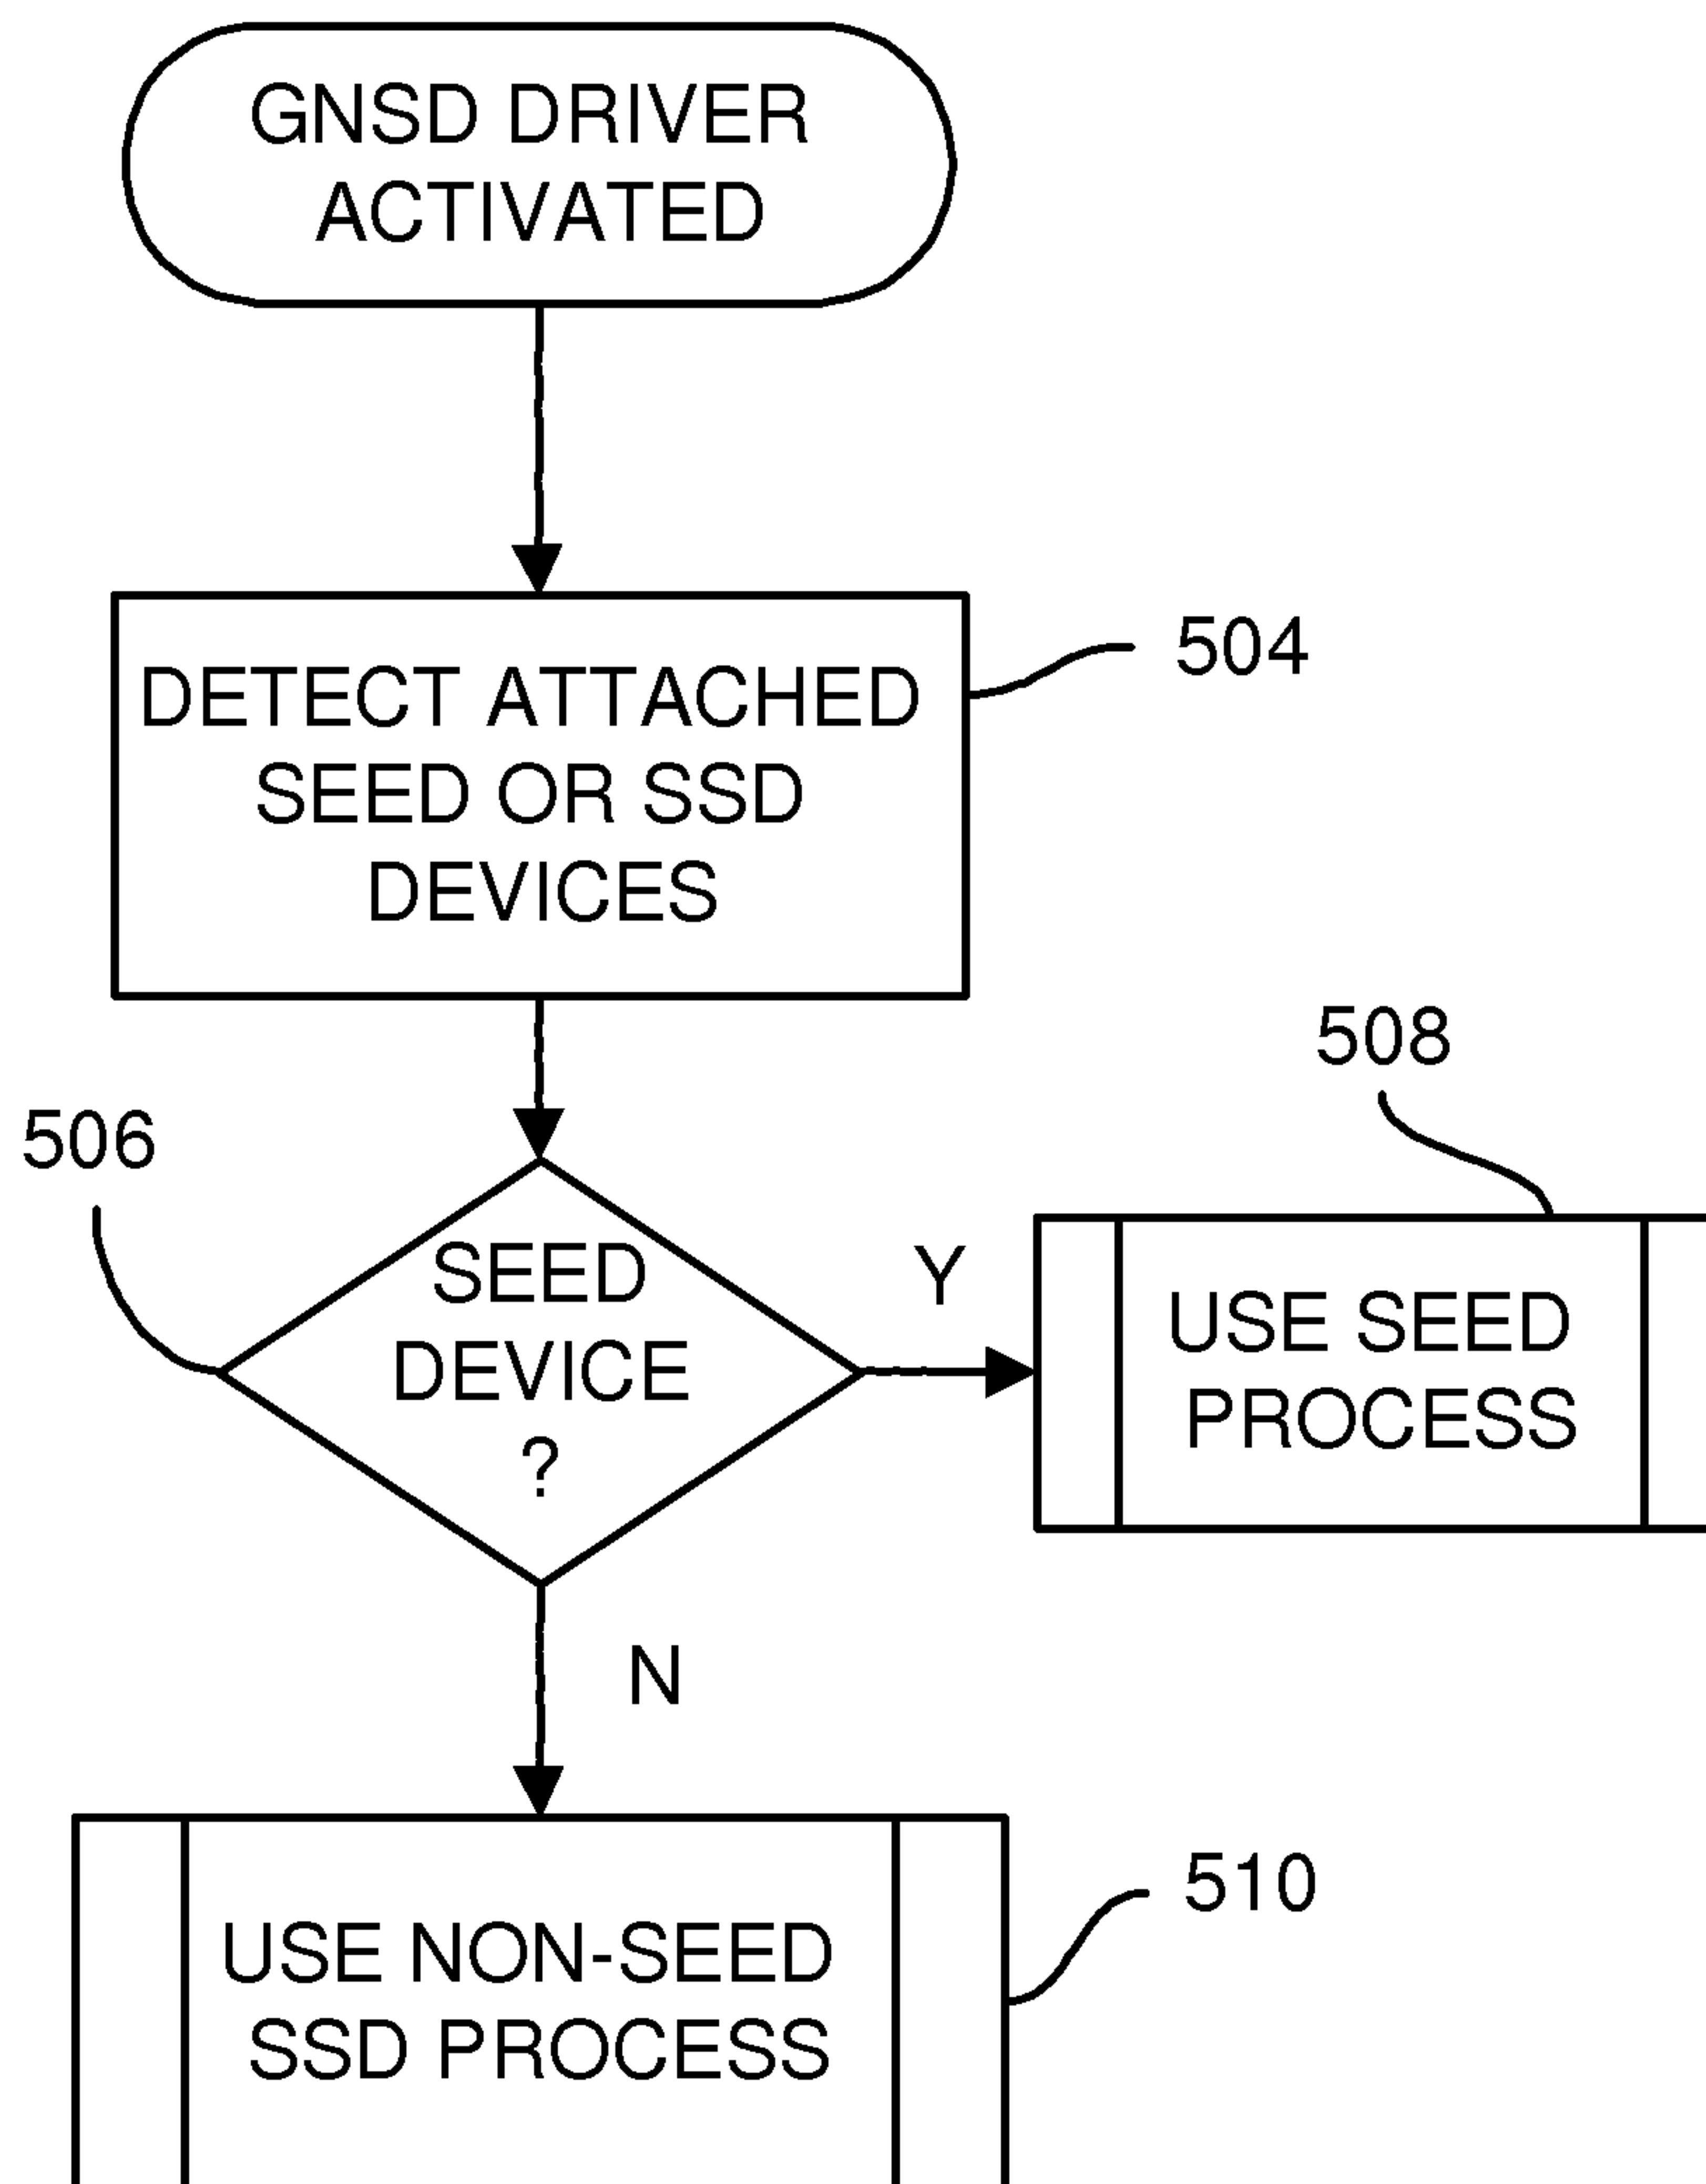 GNSD DRIVER
ACTIVATED
504
DETECT ATTACHED
SEED OR SSD
DEVICES
508
506
SEED
DEVICE
?
Y
USE SEED
PROCESS
N
510
USE NON-SEED
SSD PROCESS